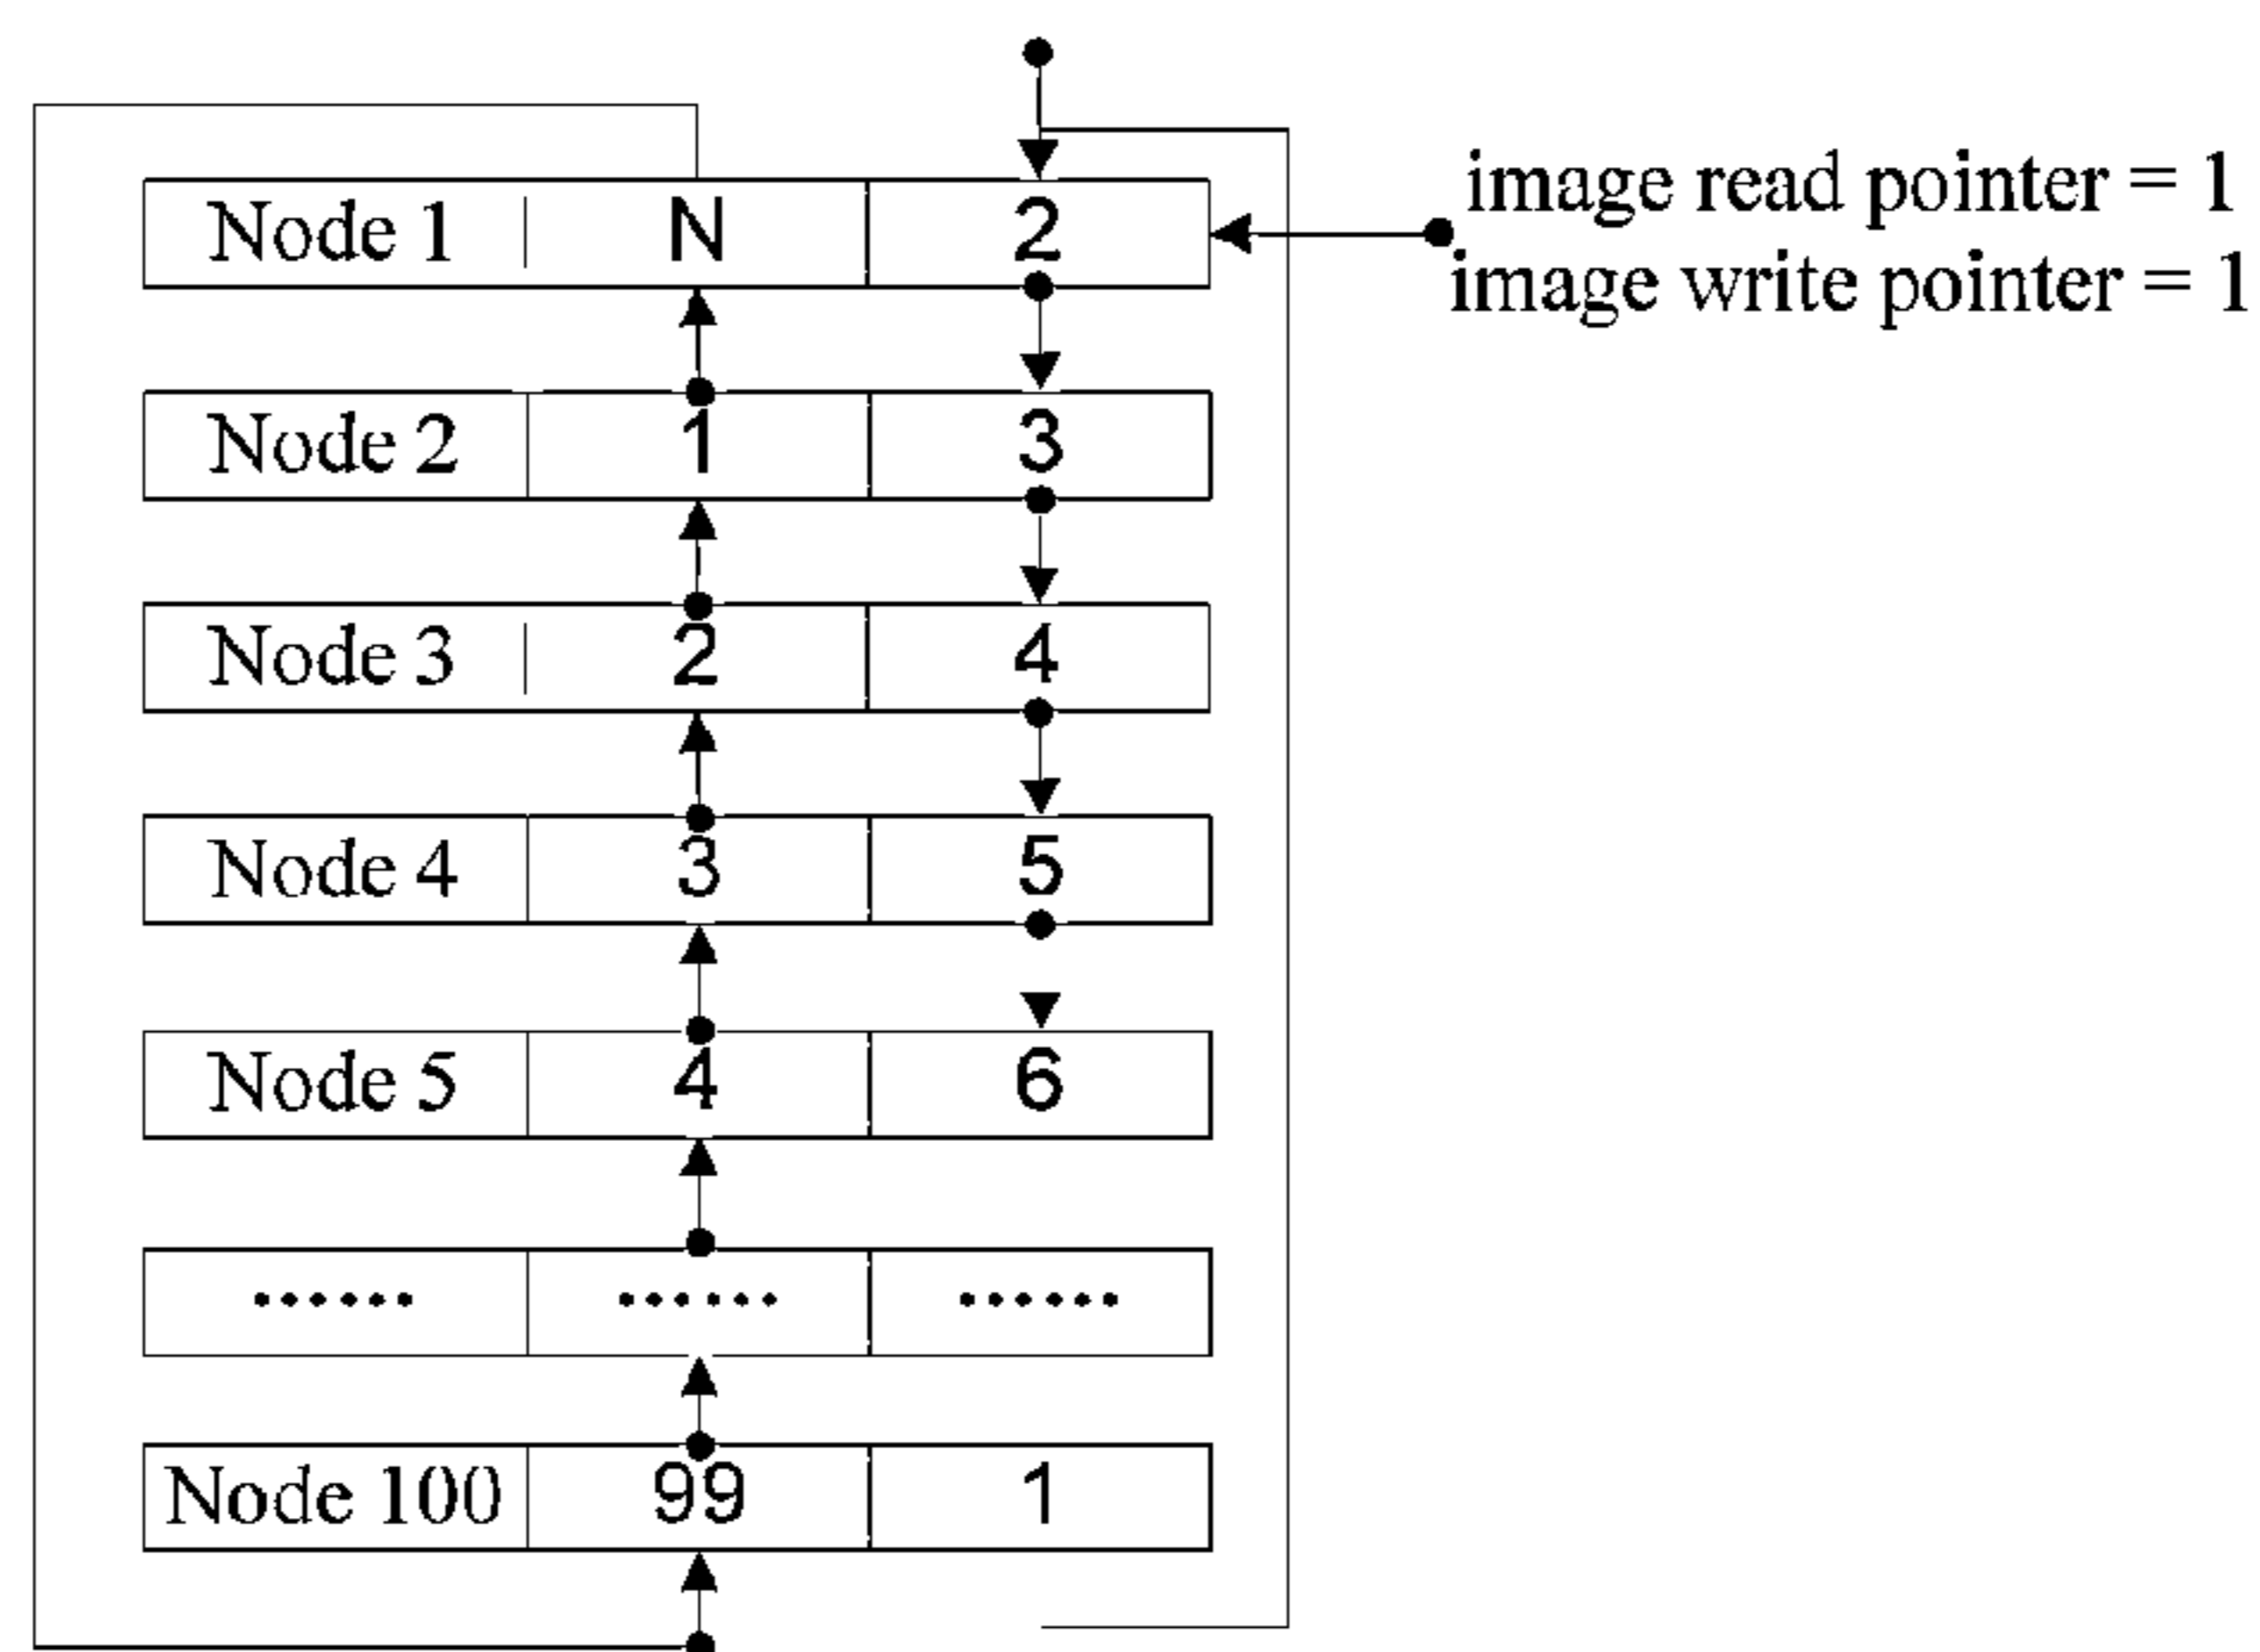 Node 1 N 2
image read pointer = 1
image write pointer = 1
Node 2 1 3
Node 3 2 4
Node 4 3 5
Node 5 4 6
...... ...... ......
Node 100 99 1